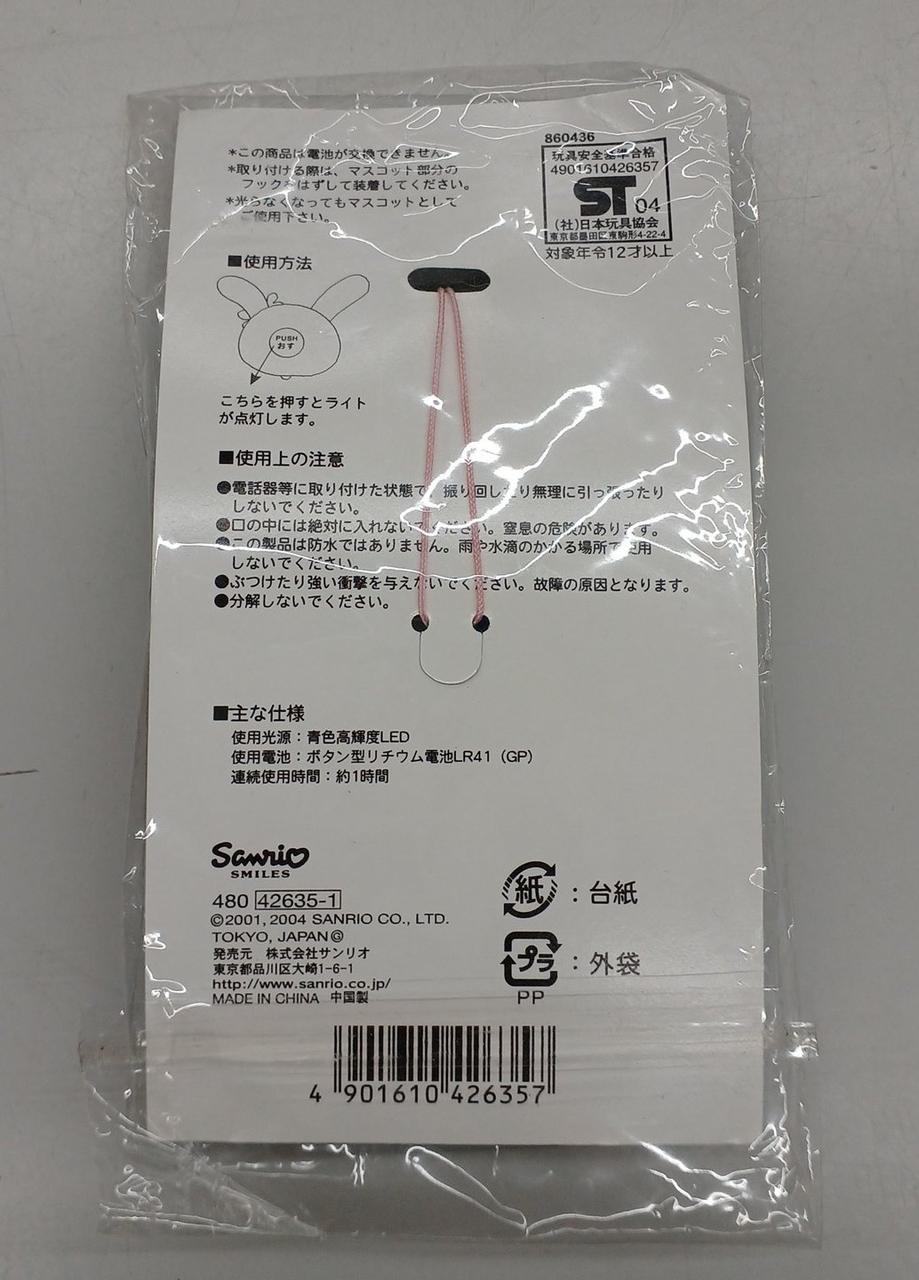 *この商品は電池が交換できません。
*取り付ける際は、マスコット部分の
フックをはずして装着してください。
*光らなくなってもマスコットとして
ご使用下さい。
860436
玩具安全基準合格
4901610426357
ST 04
(社)日本玩具協会
東京都墨田区東駒形4-22-4
対象年令12才以上
■使用方法
PUSH
おす
こちらを押すとライト
が点灯します。
■使用上の注意
●電話器等に取り付けた状態で、振り回したり無理に引っ張ったり
しないでください。
●口の中には絶対に入れないでください。窒息の危険があります。
●この製品は防水ではありません。雨や水滴のかかる場所で使用
しないでください。
●ぶつけたり強い衝撃を与えないでください。故障の原因となります。
●分解しないでください。
■主な仕様
使用光源：青色高輝度LED
使用電池：ボタン型リチウム電池LR41（GP）
連続使用時間：約1時間
Sanrio
SMILES
480 42635-1
©2001, 2004 SANRIO CO., LTD.
TOKYO, JAPAN Ⓖ
発売元 株式会社サンリオ
東京都品川区大崎1-6-1
http://www.sanrio.co.jp/
MADE IN CHINA 中国製
紙：台紙
プラ：外袋
PP
4 901610 426357